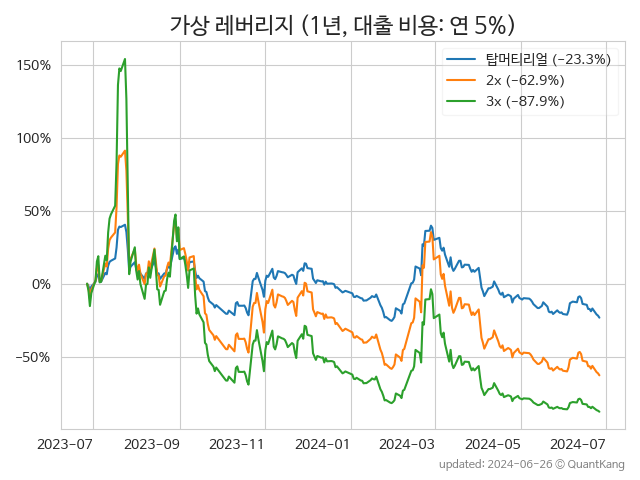 가상 레버리지 (1년, 대출 비용: 연 5%)
탑머티리얼 (−23.3%)
2x (−62.9%)
3x (−87.9%)
150%
100%
50%
0%
−50%
2023-07
2023-09
2023-11
2024-01
2024-03
2024-05
2024-07
updated: 2024-06-26 © QuantKang